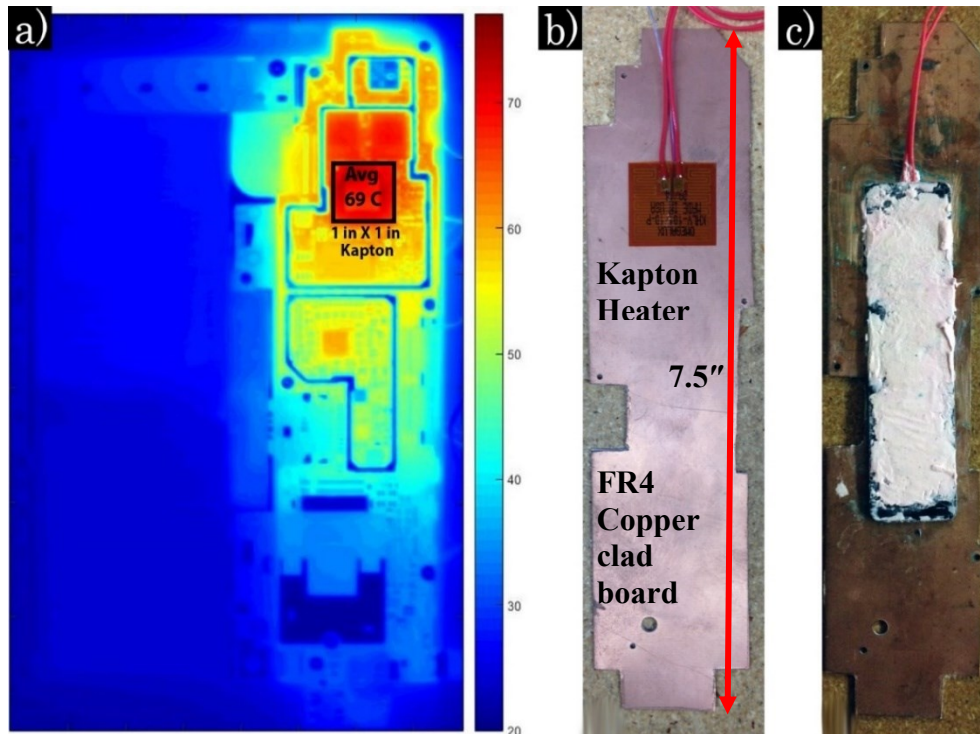 a)
Avg
69 C
1 in X 1 in
Kapton
70
60
50
40
30
20
b)
Kapton
Heater
7.5″
FR4
Copper
clad
board
c)